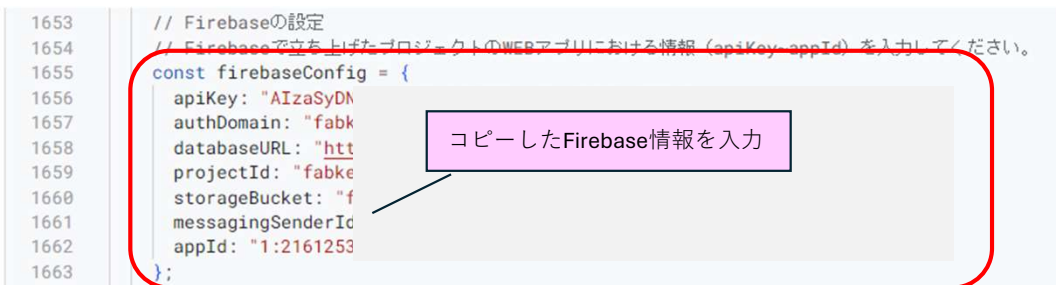 1653 // Firebaseの設定
1654 // Firebaseで立ち上げたプロジェクトのWEBアプリにおける情報（apiKey~appId）を入力してください。
1655 const firebaseConfig = {
1656 apiKey: "AIzaSyDN
1657 authDomain: "fabk
1658 databaseURL: "htt
1659 projectId: "fabke
1660 storageBucket: "f
1661 messagingSenderId
1662 appId: "1:2161253
1663 };
コピーしたFirebase情報を入力